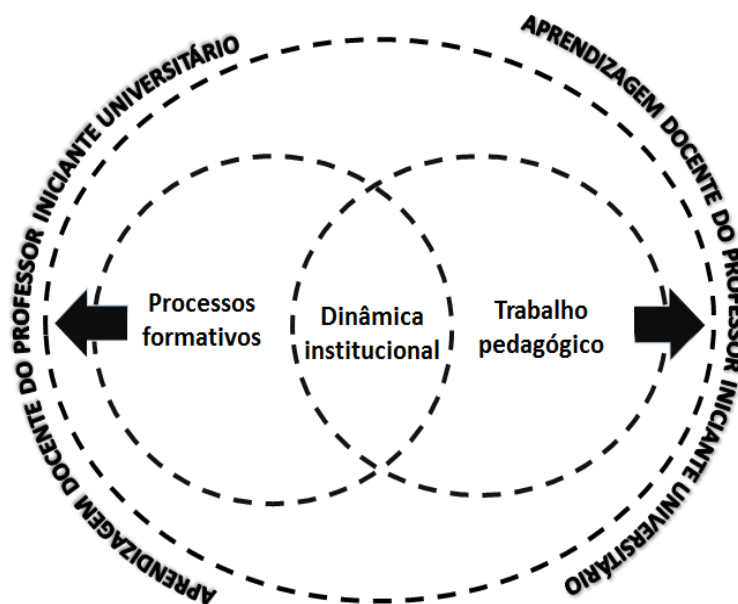 APRENDIZAGEM DOCENTE DO PROFESSOR INICIANTE UNIVERSITÁRIO
APRENDIZAGEM DOCENTE DO PROFESSOR INICIANTE UNIVERSITÁRIO
Processos
formativos
Dinâmica
institucional
Trabalho
pedagógico